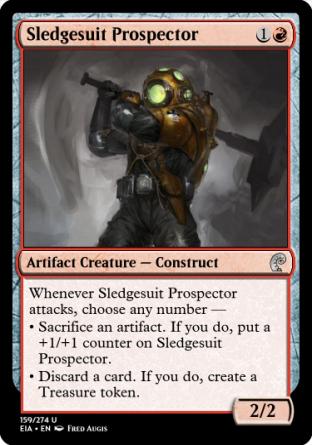 Sledgesuit Prospector 1
Artifact Creature — Construct
Whenever Sledgesuit Prospector
attacks, choose any number —
• Sacrifice an artifact. If you do, put a
+1/+1 counter on Sledgesuit
Prospector.
• Discard a card. If you do, create a
Treasure token.
2/2
159/274 U
EIA • EN FRED AUGIS